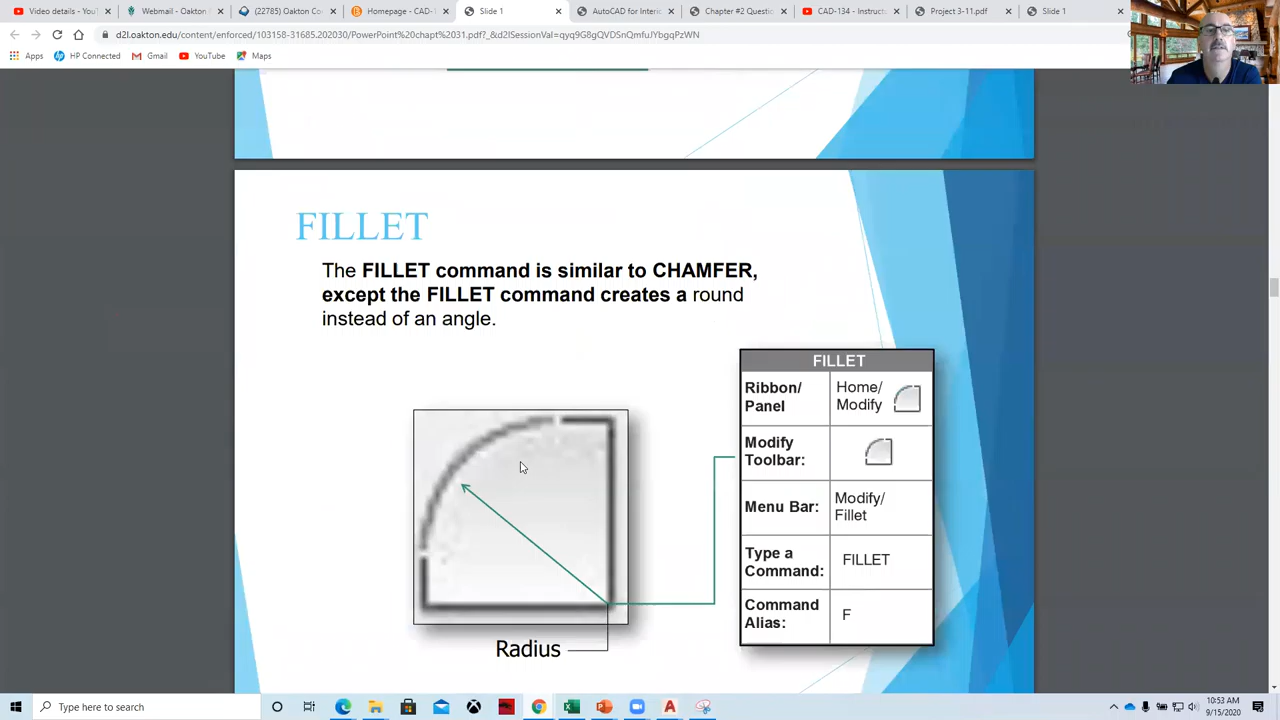 Video details - YouT
Webmail - Oakton
(22785) Oakton Co
Homepage - CAD-1
Slide 1
AutoCAD for Interio
Chapter #2 Questio
CAD-134 - Instruct
Project 3-11.pdf
Slide 1
d2l.oakton.edu/content/enforced/103158-31685.202030/PowerPoint%20chapt%2031.pdf?_&d2lSessionVal=qyq9G8gQVDSnQmfuJYbgqPzWN
Apps
HP Connected
Gmail
YouTube
Maps
FILLET
The FILLET command is similar to CHAMFER,
except the FILLET command creates a round
instead of an angle.
Radius
FILLET
Ribbon/ Home/
Panel Modify
Modify
Toolbar:
Menu Bar: Modify/
Fillet
Type a
Command: FILLET
Command
Alias: F
Type here to search
10:53 AM
9/15/2020